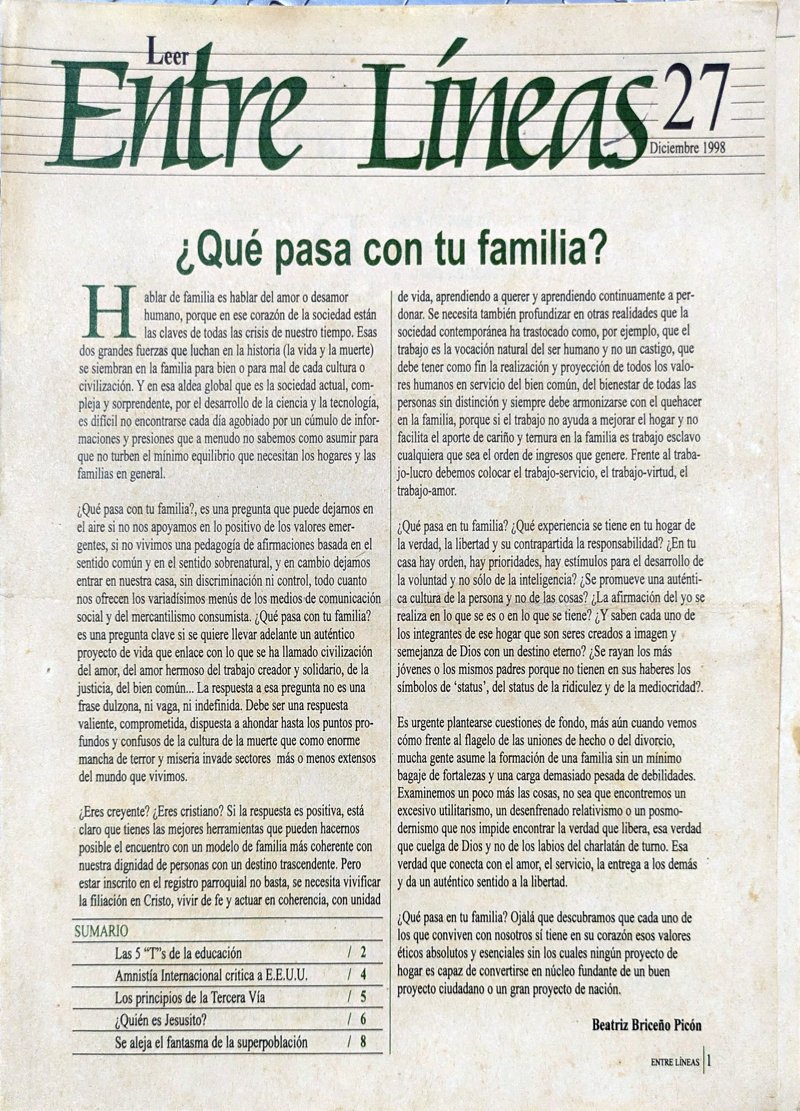 Leer
Entre Líneas 27
Diciembre 1998
¿Qué pasa con tu familia?
Hablar de familia es hablar del amor o desamor
humano, porque en ese corazón de la sociedad están
las claves de todas las crisis de nuestro tiempo. Esas
dos grandes fuerzas que luchan en la historia (la vida y la muerte)
se siembran en la familia para bien o para mal de cada cultura o
civilización. Y en esa aldea global que es la sociedad actual, com-
pleja y sorprendente, por el desarrollo de la ciencia y la tecnología,
es difícil no encontrarse cada día agobiado por un cúmulo de infor-
maciones y presiones que a menudo no sabemos como asumir para
que no turben el mínimo equilibrio que necesitan los hogares y las
familias en general.
¿Qué pasa con tu familia?, es una pregunta que puede dejarnos en
el aire si no nos apoyamos en lo positivo de los valores emer-
gentes, si no vivimos una pedagogía de afirmaciones basada en el
sentido común y en el sentido sobrenatural, y en cambio dejamos
entrar en nuestra casa, sin discriminación ni control, todo cuanto
nos ofrecen los variadísimos menús de los medios de comunicación
social y del mercantilismo consumista. ¿Qué pasa con tu familia?
es una pregunta clave si se quiere llevar adelante un auténtico
proyecto de vida que enlace con lo que se ha llamado civilización
del amor, del amor hermoso del trabajo creador y solidario, de la
justicia, del bien común... La respuesta a esa pregunta no es una
frase dulzona, ni vaga, ni indefinida. Debe ser una respuesta
valiente, comprometida, dispuesta a ahondar hasta los puntos pro-
fundos y confusos de la cultura de la muerte que como enorme
mancha de terror y miseria invade sectores más o menos extensos
del mundo que vivimos.
¿Eres creyente? ¿Eres cristiano? Si la respuesta es positiva, está
claro que tienes las mejores herramientas que pueden hacernos
posible el encuentro con un modelo de familia más coherente con
nuestra dignidad de personas con un destino trascendente. Pero
estar inscrito en el registro parroquial no basta, se necesita vivificar
la filiación en Cristo, vivir de fe y actuar en coherencia, con unidad
SUMARIO
Las 5 “T”s de la educación / 2
Amnistía Internacional critica a E.E.U.U. / 4
Los principios de la Tercera Vía / 5
¿Quién es Jesusito? / 6
Se aleja el fantasma de la superpoblación / 8
de vida, aprendiendo a querer y aprendiendo continuamente a per-
donar. Se necesita también profundizar en otras realidades que la
sociedad contemporánea ha trastocado como, por ejemplo, que el
trabajo es la vocación natural del ser humano y no un castigo, que
debe tener como fin la realización y proyección de todos los valo-
res humanos en servicio del bien común, del bienestar de todas las
personas sin distinción y siempre debe armonizarse con el quehacer
en la familia, porque si el trabajo no ayuda a mejorar el hogar y no
facilita el aporte de cariño y ternura en la familia es trabajo esclavo
cualquiera que sea el orden de ingresos que genere. Frente al traba-
jo-lucro debemos colocar el trabajo-servicio, el trabajo-virtud, el
trabajo-amor.
¿Qué pasa en tu familia? ¿Qué experiencia se tiene en tu hogar de
la verdad, la libertad y su contrapartida la responsabilidad? ¿En tu
casa hay orden, hay prioridades, hay estímulos para el desarrollo de
la voluntad y no sólo de la inteligencia? ¿Se promueve una auténti-
ca cultura de la persona y no de las cosas? ¿La afirmación del yo se
realiza en lo que se es o en lo que se tiene? ¿Y saben cada uno de
los integrantes de ese hogar que son seres creados a imagen y
semejanza de Dios con un destino eterno? ¿Se rayan los más
jóvenes o los mismos padres porque no tienen en sus haberes los
símbolos de ‘status’, del status de la ridiculez y de la mediocridad?.
Es urgente plantearse cuestiones de fondo, más aún cuando vemos
cómo frente al flagelo de las uniones de hecho o del divorcio,
mucha gente asume la formación de una familia sin un mínimo
bagaje de fortalezas y una carga demasiado pesada de debilidades.
Examinemos un poco más las cosas, no sea que encontremos un
excesivo utilitarismo, un desenfrenado relativismo o un posmo-
dernismo que nos impide encontrar la verdad que libera, esa verdad
que cuelga de Dios y no de los labios del charlatán de turno. Esa
verdad que conecta con el amor, el servicio, la entrega a los demás
y da un auténtico sentido a la libertad.
¿Qué pasa en tu familia? Ojalá que descubramos que cada uno de
los que conviven con nosotros sí tiene en su corazón esos valores
éticos absolutos y esenciales sin los cuales ningún proyecto de
hogar es capaz de convertirse en núcleo fundante de un buen
proyecto ciudadano o un gran proyecto de nación.
Beatriz Briceño Picón
ENTRE LÍNEAS 1